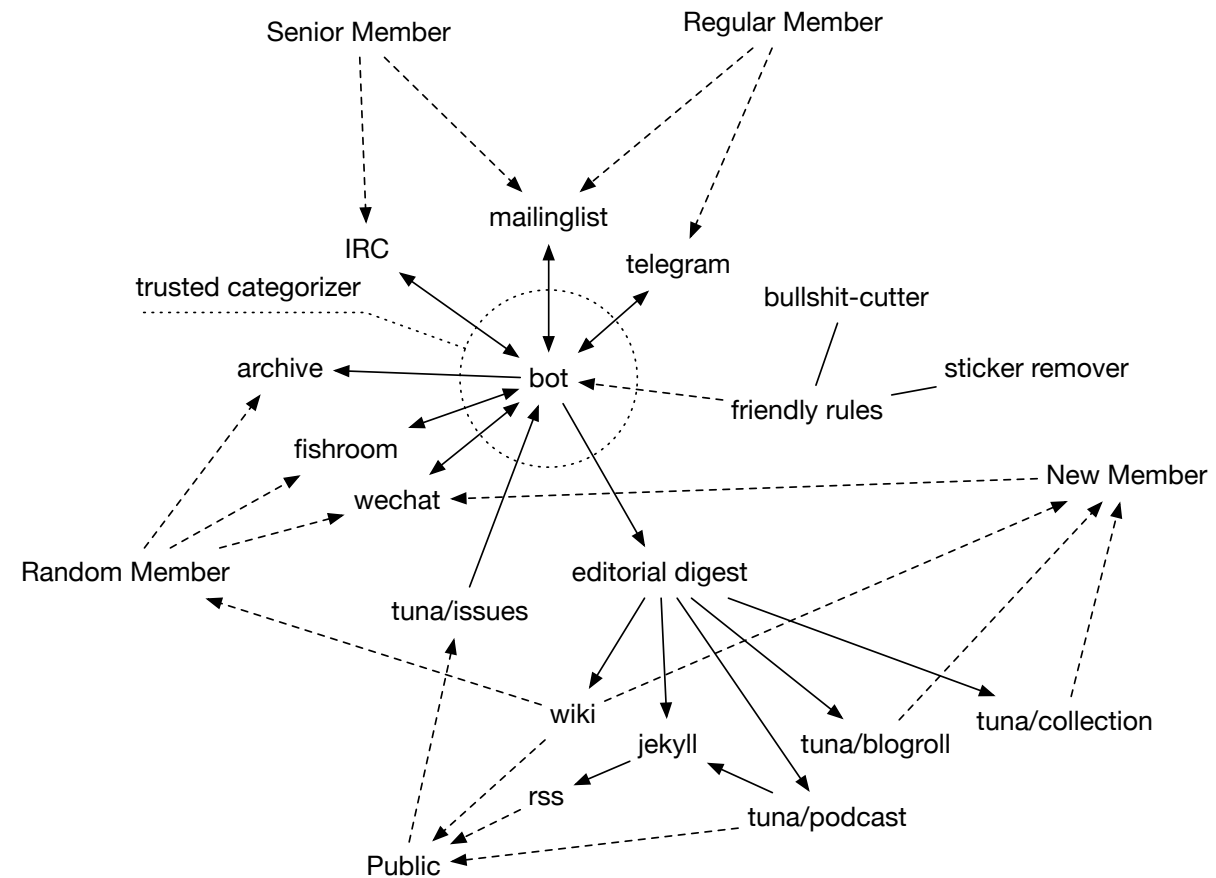 Senior Member
Regular Member
mailinglist
IRC
telegram
trusted categorizer
bullshit-cutter
archive
bot
sticker remover
friendly rules
fishroom
wechat
New Member
Random Member
editorial digest
tuna/issues
wiki
tuna/collection
jekyll
tuna/blogroll
rss
tuna/podcast
Public